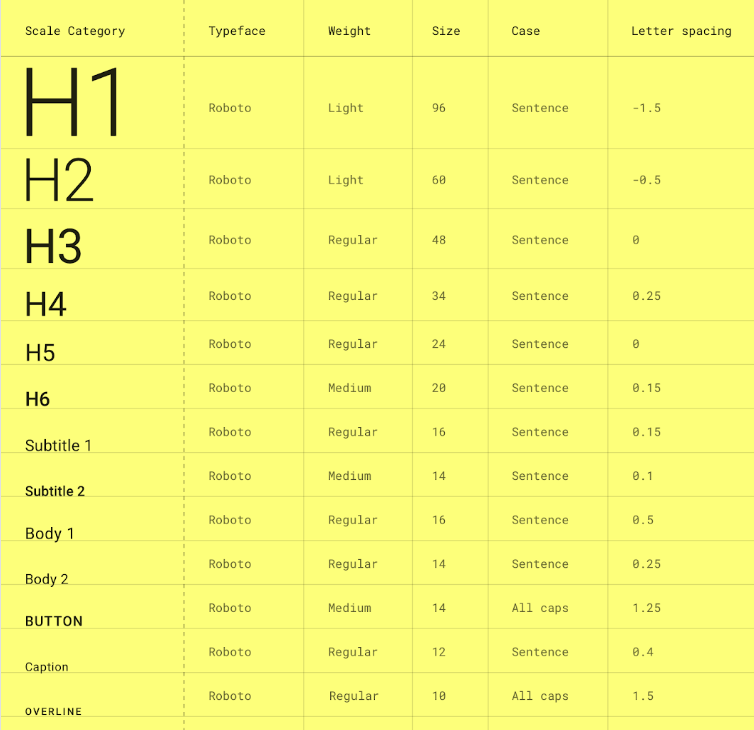 Scale Category Typeface Weight Size Case Letter spacing
H1 Roboto Light 96 Sentence -1.5
H2 Roboto Light 60 Sentence -0.5
H3 Roboto Regular 48 Sentence 0
H4 Roboto Regular 34 Sentence 0.25
H5 Roboto Regular 24 Sentence 0
H6 Roboto Medium 20 Sentence 0.15
Subtitle 1 Roboto Regular 16 Sentence 0.15
Subtitle 2 Roboto Medium 14 Sentence 0.1
Body 1 Roboto Regular 16 Sentence 0.5
Body 2 Roboto Regular 14 Sentence 0.25
BUTTON Roboto Medium 14 All caps 1.25
Caption Roboto Regular 12 Sentence 0.4
OVERLINE Roboto Regular 10 All caps 1.5